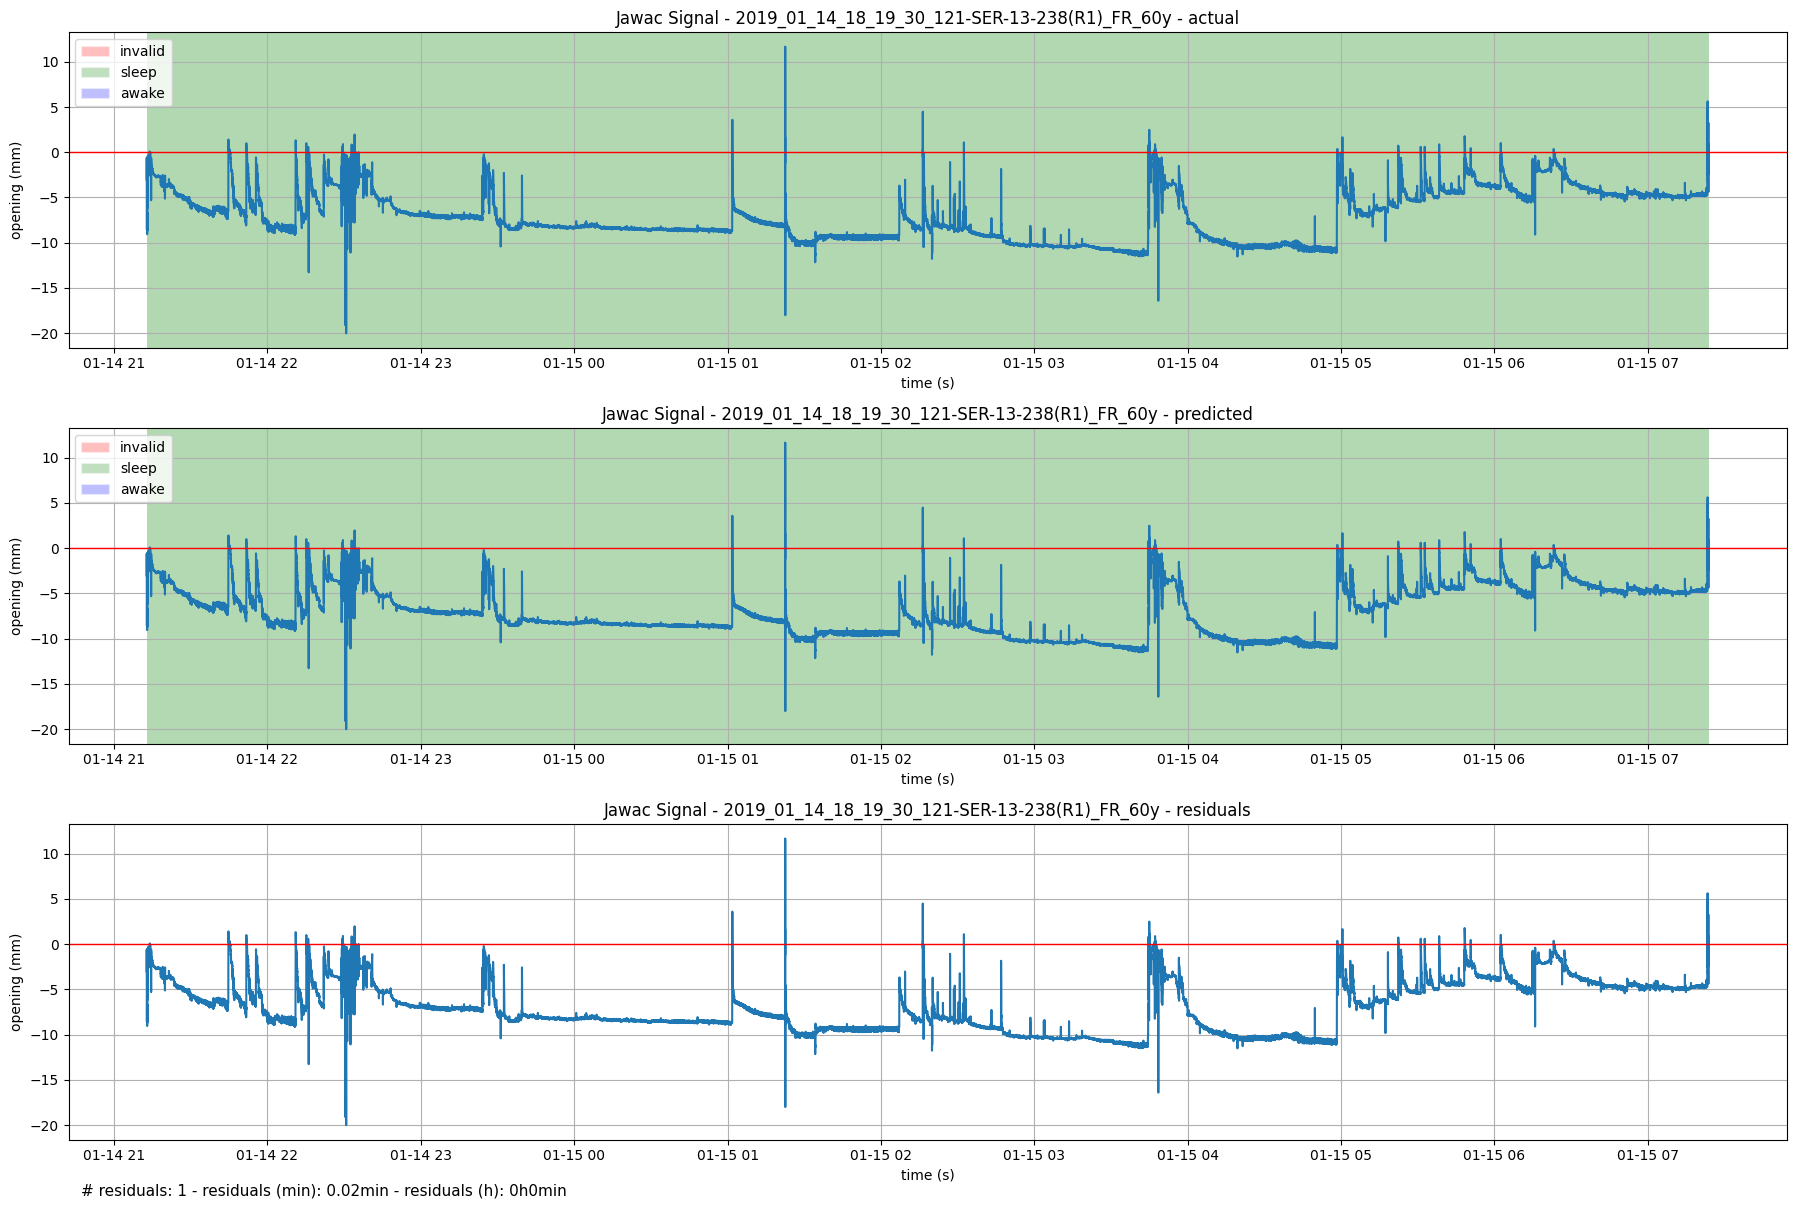 Jawac Signal - 2019_01_14_18_19_30_121-SER-13-238(R1)_FR_60y - actual
invalid
sleep
awake
opening (mm)
10
5
0
−5
−10
−15
−20
01-14 21 01-14 22 01-14 23 01-15 00 01-15 01 01-15 02 01-15 03 01-15 04 01-15 05 01-15 06 01-15 07
time (s)
Jawac Signal - 2019_01_14_18_19_30_121-SER-13-238(R1)_FR_60y - predicted
invalid
sleep
awake
opening (mm)
10
5
0
−5
−10
−15
−20
01-14 21 01-14 22 01-14 23 01-15 00 01-15 01 01-15 02 01-15 03 01-15 04 01-15 05 01-15 06 01-15 07
time (s)
Jawac Signal - 2019_01_14_18_19_30_121-SER-13-238(R1)_FR_60y - residuals
opening (mm)
10
5
0
−5
−10
−15
−20
01-14 21 01-14 22 01-14 23 01-15 00 01-15 01 01-15 02 01-15 03 01-15 04 01-15 05 01-15 06 01-15 07
time (s)
# residuals: 1 - residuals (min): 0.02min - residuals (h): 0h0min